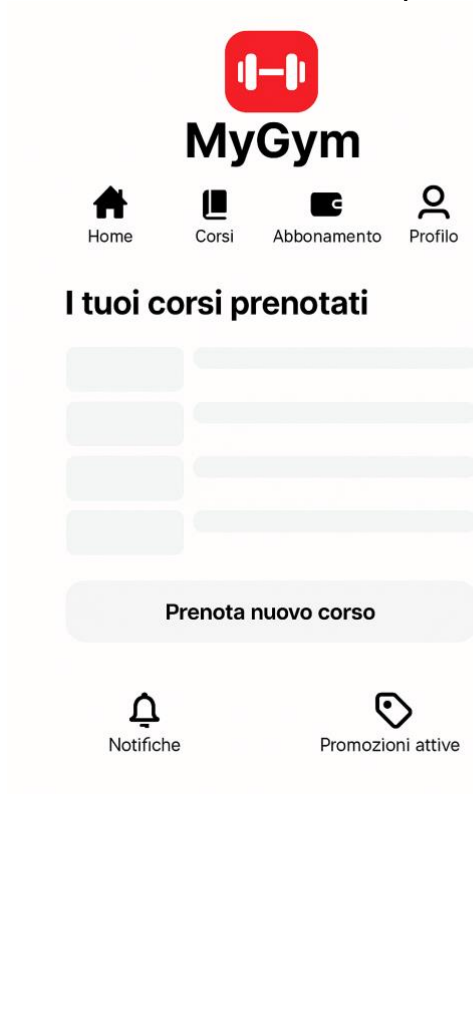 MyGym
Home Corsi Abbonamento Profilo
I tuoi corsi prenotati
Prenota nuovo corso
Notifiche Promozioni attive